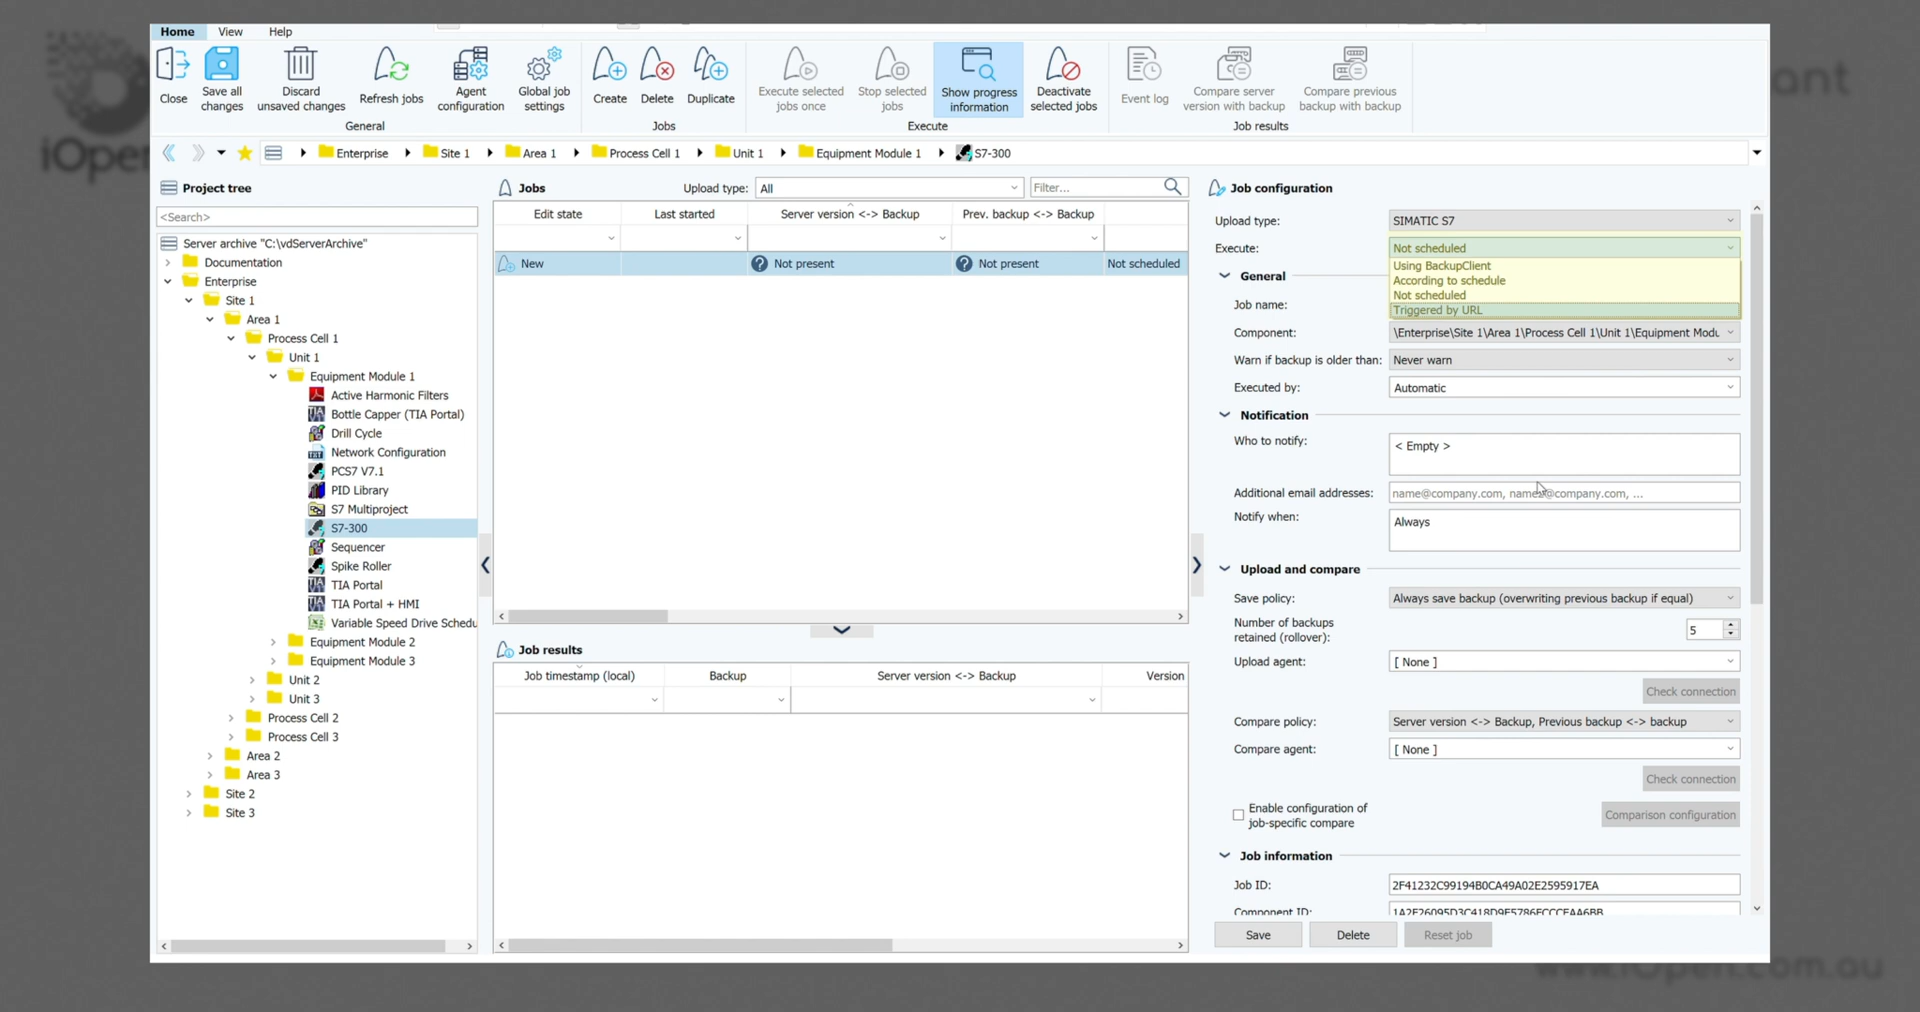 Home View Help
Close
Save all changes
Discard unsaved changes
Refresh jobs
Agent configuration
Global job settings
General
Create
Delete
Duplicate
Jobs
Execute selected jobs once
Stop selected jobs
Show progress information
Deactivate selected jobs
Execute
Event log
Compare server version with backup
Compare previous backup with backup
Job results
Enterprise Site 1 Area 1 Process Cell 1 Unit 1 Equipment Module 1 S7-300
Project tree
<Search>
Server archive "C:\vdServerArchive"
Documentation
Enterprise
Site 1
Area 1
Process Cell 1
Unit 1
Equipment Module 1
Active Harmonic Filters
Bottle Capper (TIA Portal)
Drill Cycle
Network Configuration
PCS7 V7.1
PID Library
S7 Multiproject
S7-300
Sequencer
Spike Roller
TIA Portal
TIA Portal + HMI
Variable Speed Drive Schedu
Equipment Module 2
Equipment Module 3
Unit 2
Unit 3
Process Cell 2
Process Cell 3
Area 2
Area 3
Site 2
Site 3
Jobs Upload type: All Filter...
Edit state Last started Server version <-> Backup Prev. backup <-> Backup
New Not present Not present Not scheduled
Job results
Job timestamp (local) Backup Server version <-> Backup Version
Job configuration
Upload type: SIMATIC S7
Execute: Not scheduled
Using BackupClient
According to schedule
Not scheduled
Triggered by URL
General
Job name:
Component: \Enterprise\Site 1\Area 1\Process Cell 1\Unit 1\Equipment Modu
Warn if backup is older than: Never warn
Executed by: Automatic
Notification
Who to notify: < Empty >
Additional email addresses: name@company.com, name2@company.com, ...
Notify when: Always
Upload and compare
Save policy: Always save backup (overwriting previous backup if equal)
Number of backups retained (rollover): 5
Upload agent: [ None ]
Check connection
Compare policy: Server version <-> Backup, Previous backup <-> backup
Compare agent: [ None ]
Check connection
Enable configuration of job-specific compare
Comparison configuration
Job information
Job ID: 2F41232C99194B0CA49A02E2595917EA
Component ID:
Save Delete Reset job
iOpen
ant
www.iOpen.com.au